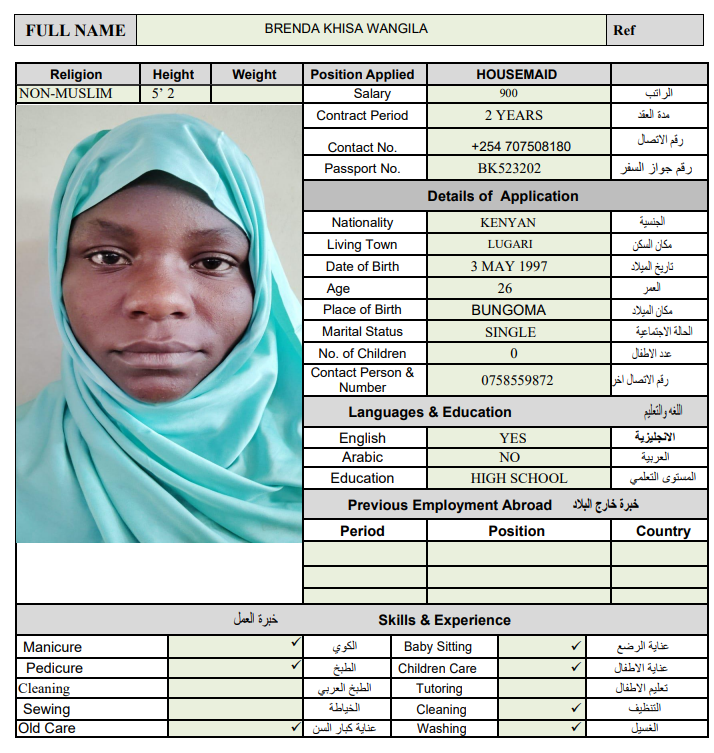 FULL NAME BRENDA KHISA WANGILA Ref
Religion Height Weight Position Applied HOUSEMAID
NON-MUSLIM 5’ 2 Salary 900 الراتب
Contract Period 2 YEARS مدة العقد
Contact No. +254 707508180 رقم الاتصال
Passport No. BK523202 رقم جواز السفر
Details of Application
Nationality KENYAN الجنسية
Living Town LUGARI مكان السكن
Date of Birth 3 MAY 1997 تاريخ الميلاد
Age 26 العمر
Place of Birth BUNGOMA مكان الميلاد
Marital Status SINGLE الحالة الاجتماعية
No. of Children 0 عدد الاطفال
Contact Person &
Number 0758559872 رقم الاتصال اخر
Languages & Education اللغه والتعليم
English YES الانجليزية
Arabic NO العربية
Education HIGH SCHOOL المستوى التعلمي
Previous Employment Abroad خبرة خارج البلاد
Period Position Country
Skills & Experience خبرة العمل
Manicure ✓ الكوي Baby Sitting ✓ عناية الرضع
Pedicure ✓ الطبخ Children Care ✓ عناية الاطفال
Cleaning الطبخ العربي Tutoring تعليم الاطفال
Sewing الخياطة Cleaning ✓ التنظيف
Old Care ✓ عناية كبار السن Washing ✓ الغسيل